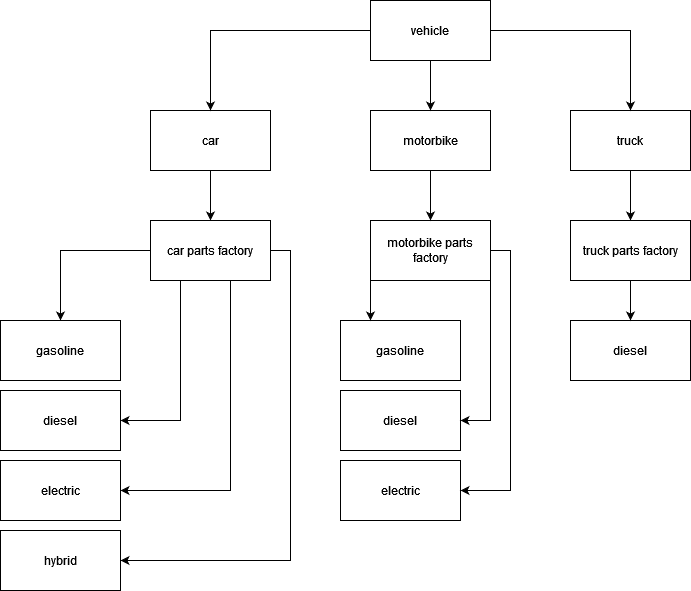 vehicle
car
motorbike
truck
car parts factory
motorbike parts
factory
truck parts factory
gasoline
gasoline
diesel
diesel
diesel
electric
electric
hybrid